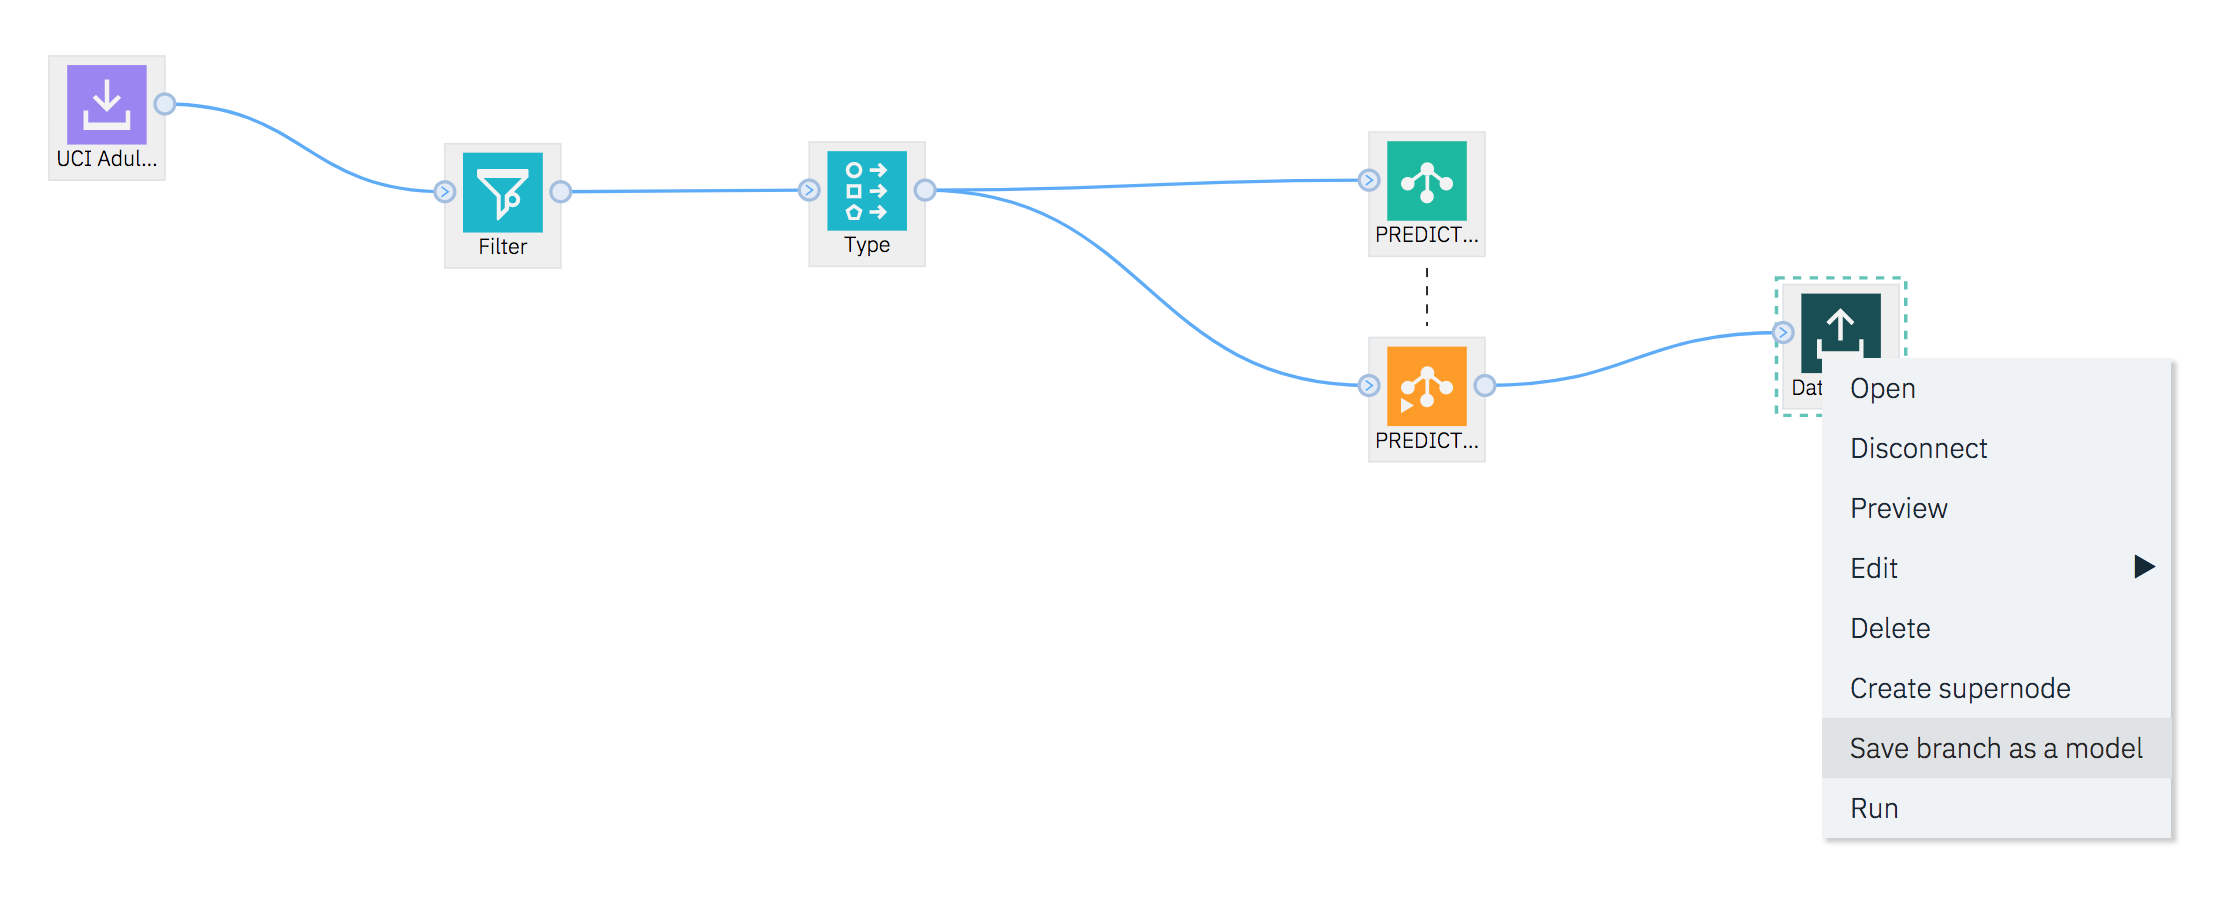 UCI Adul...
Filter
Type
PREDICT...
PREDICT...
Dat
Open
Disconnect
Preview
Edit
Delete
Create supernode
Save branch as a model
Run